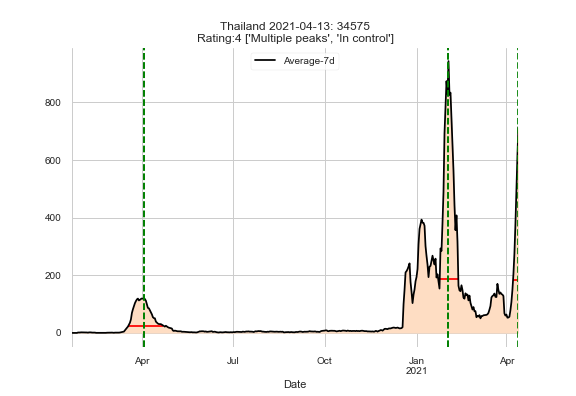 Thailand 2021-04-13: 34575
Rating:4 ['Multiple peaks', 'In control']
Average-7d
800
600
400
200
0
Apr
Jul
Oct
Jan
2021
Apr
Date